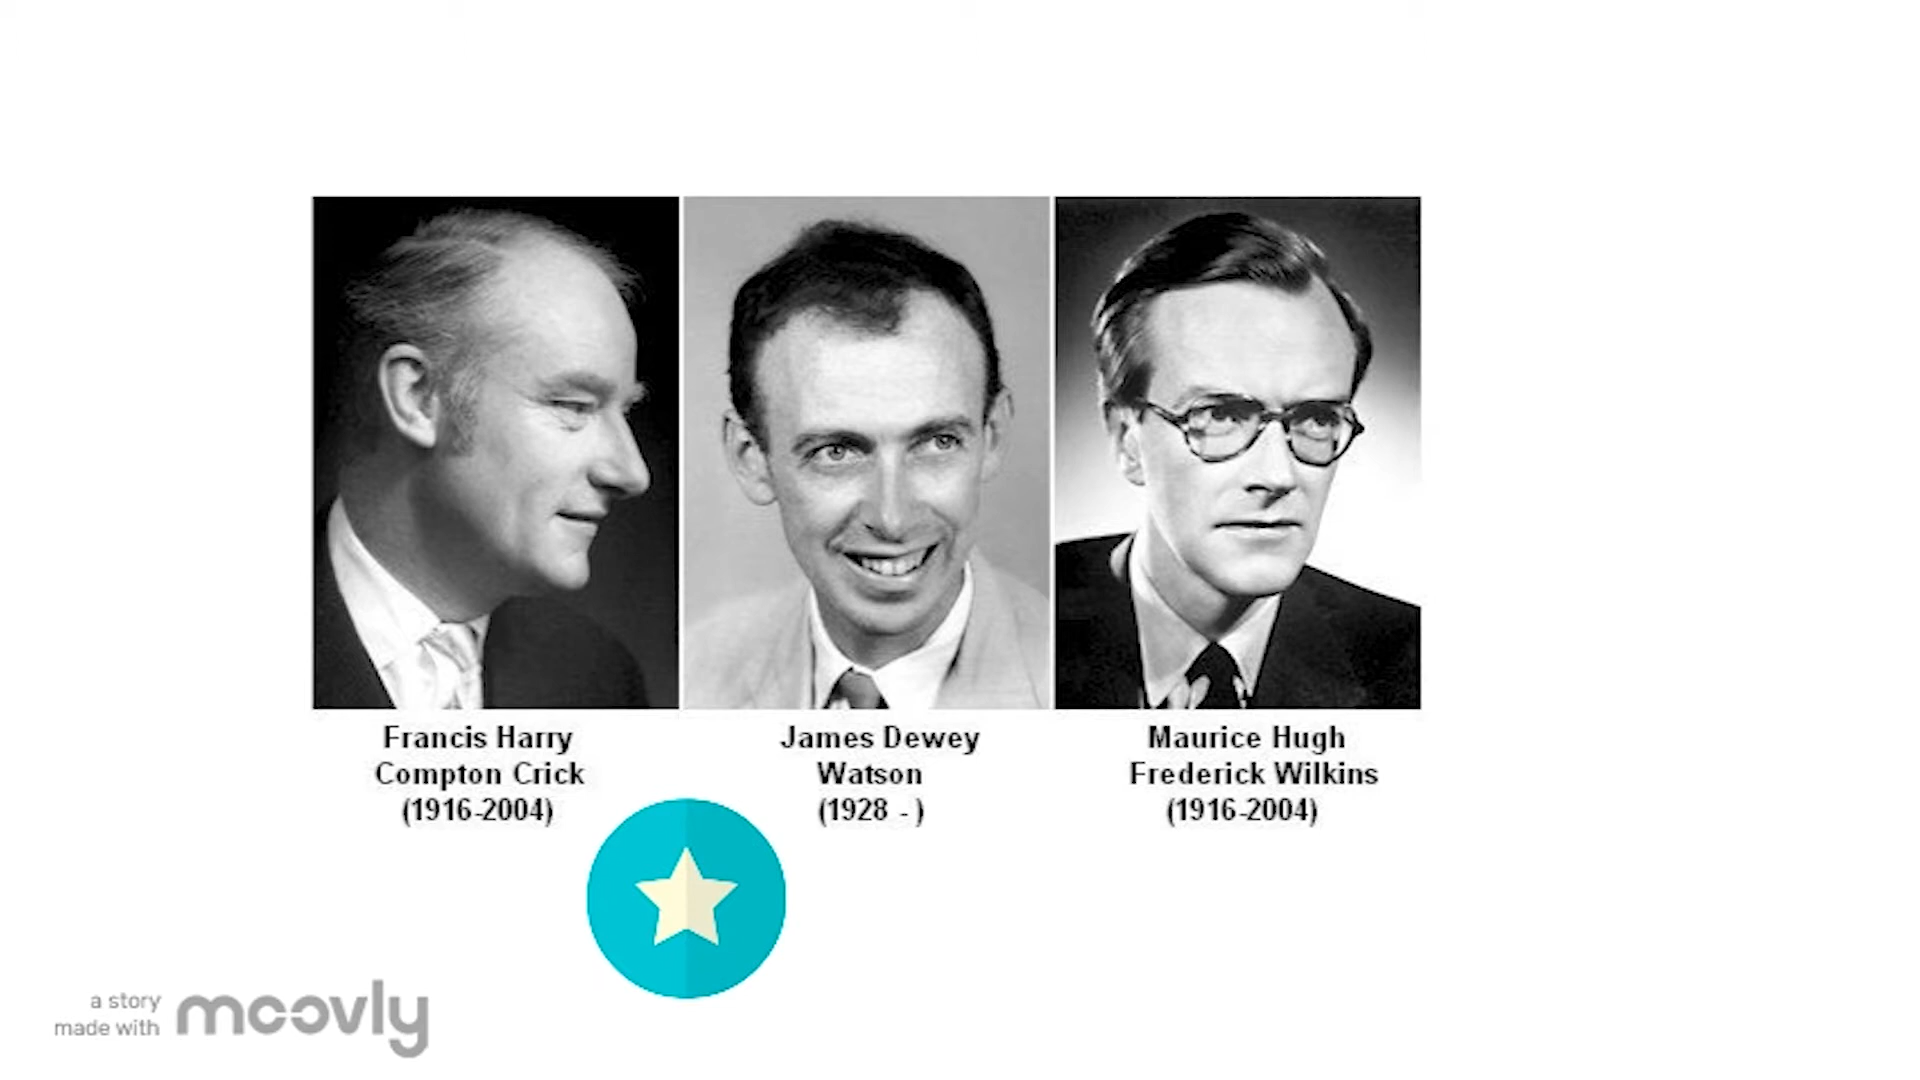 Francis Harry
Compton Crick
(1916-2004)
James Dewey
Watson
(1928 - )
Maurice Hugh
Frederick Wilkins
(1916-2004)
a story
made with
moovly